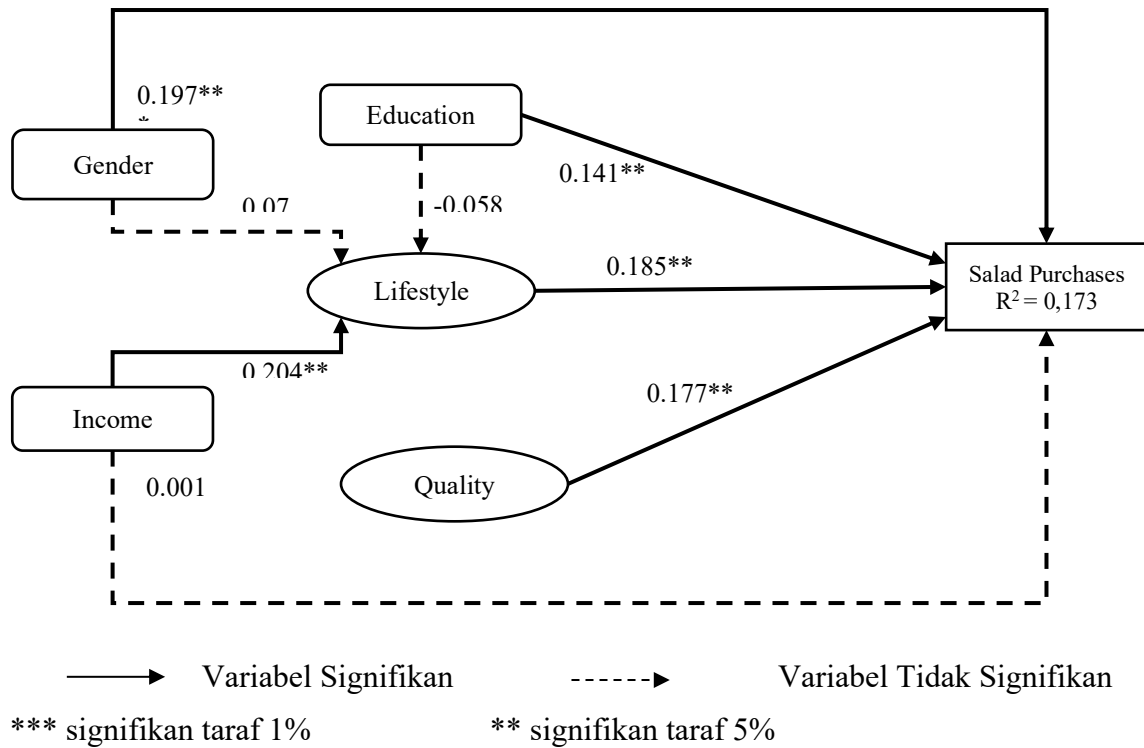 0.197**
*
Education
Gender
0.141**
0.07
-0.058
Lifestyle
0.185**
Salad Purchases
R² = 0,173
0.204**
Income
0.177**
0.001
Quality
Variabel Signifikan
Variabel Tidak Signifikan
*** signifikan taraf 1%
** signifikan taraf 5%